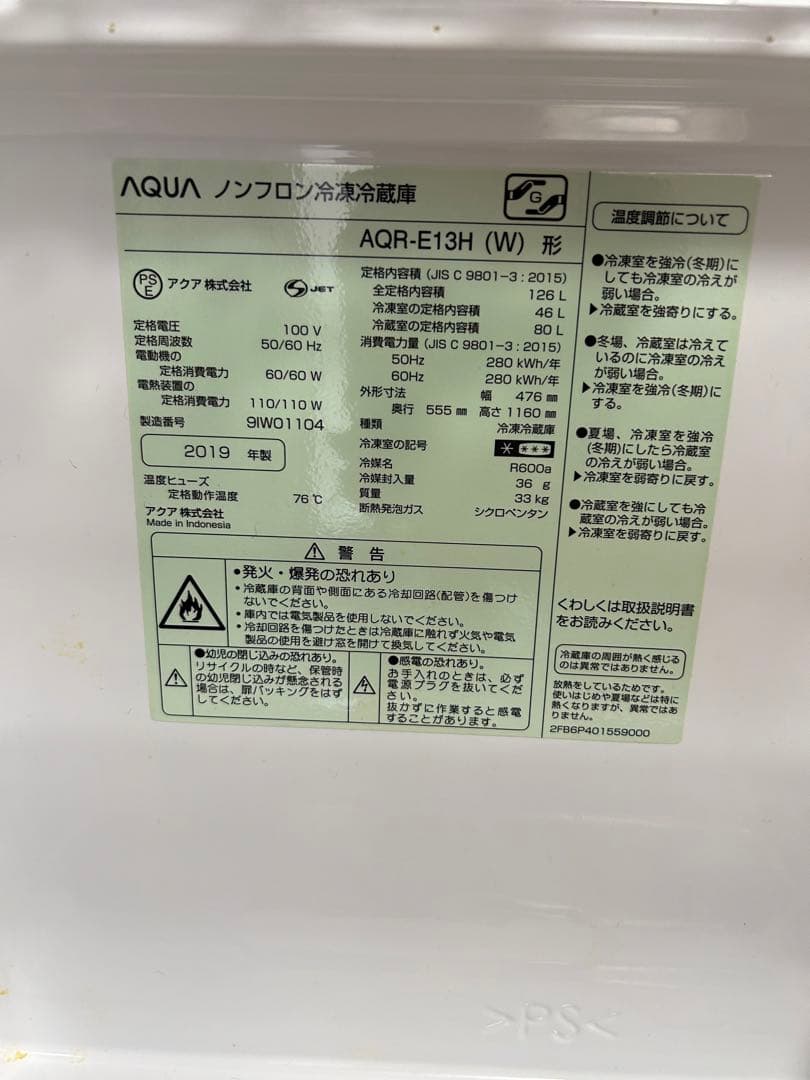 AQUA ノンフロン冷凍冷蔵庫
G
AQR-E13H (W) 形
PS
E
アクア 株式会社
JET
定格電圧 100 V
定格周波数 50/60 Hz
電動機の
定格消費電力 60/60 W
電熱装置の
定格消費電力 110/110 W
製造番号 9IW01104
2019 年製
温度ヒューズ
定格動作温度 76 ℃
アクア 株式会社
Made in Indonesia
定格内容積 (JIS C 9801-3 : 2015)
全定格内容積 126 L
冷凍室の定格内容積 46 L
冷蔵室の定格内容積 80 L
消費電力量 (JIS C 9801-3 : 2015)
50Hz 280 kWh/年
60Hz 280 kWh/年
外形寸法 幅 476 ㎜
奥行 555 ㎜ 高さ 1160 ㎜
種類 冷凍冷蔵庫
冷凍室の記号
冷媒名 R600a
冷媒封入量 36 g
質量 33 kg
断熱発泡ガス シクロペンタン
⚠ 警告
•発火・爆発の恐れあり
・冷蔵庫の背面や側面にある冷却回路(配管)を傷つけ
ないでください。
・庫内では電気製品を使用しないでください。
・冷却回路を傷つけたときは冷蔵庫に触れず火気や電気
製品の使用を避け窓を開けて換気してください。
●幼児の閉じ込みの恐れあり。
リサイクルの時など、保管時
の幼児閉じ込みが懸念される
場合は、扉パッキングをはず
してください。
●感電の恐れあり。
お手入れのときは、必ず
電源プラグを抜いてくだ
さい。
抜かずに作業すると感電
することがあります。
温度調節について
●冷凍室を強冷(冬期)に
しても冷凍室の冷えが
弱い場合。
▶冷蔵室を強寄りにする。
●冬場、冷蔵室は冷えて
いるのに冷凍室の冷え
が弱い場合。
▶冷凍室を強冷(冬期)に
する。
●夏場、冷凍室を強冷
(冬期)にしたら冷蔵室
の冷えが弱い場合。
▶冷凍室を弱寄りに戻す。
●冷蔵室を強にしても冷
蔵室の冷えが弱い場合。
▶冷凍室を弱寄りに戻す。
くわしくは取扱説明書
をお読みください。
冷蔵庫の周囲が熱く感じる
のは異常ではありません。
放熱をしているためです。
使いはじめや夏場などは特に
熱くなりますが、異常ではあ
りません。
2FB6P401559000
>PS<